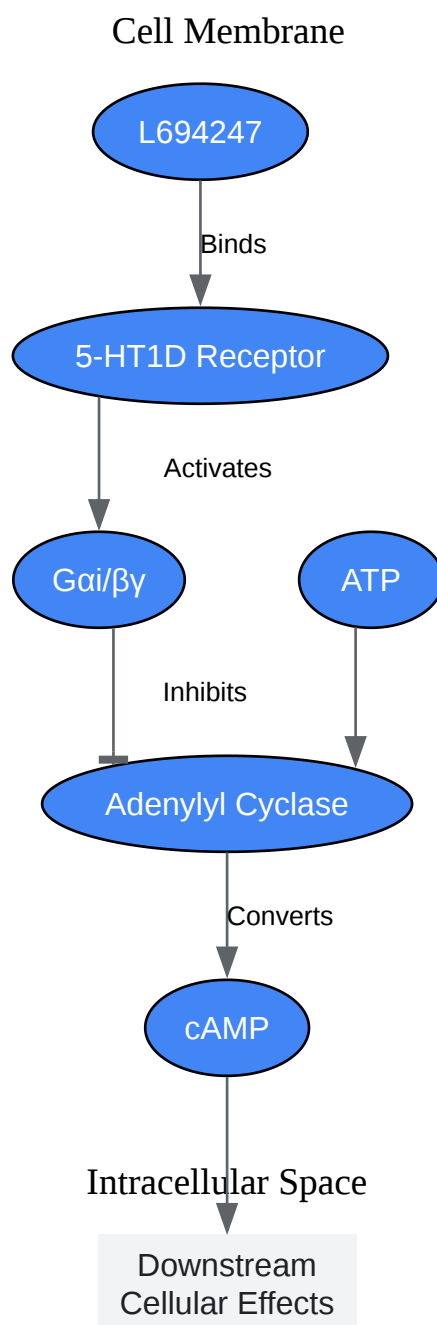 Cell Membrane
L694247
Binds
5-HT1D Receptor
Activates
Gαi/βγ
ATP
Inhibits
Adenylyl Cyclase
Converts
cAMP
Intracellular Space
Downstream
Cellular Effects